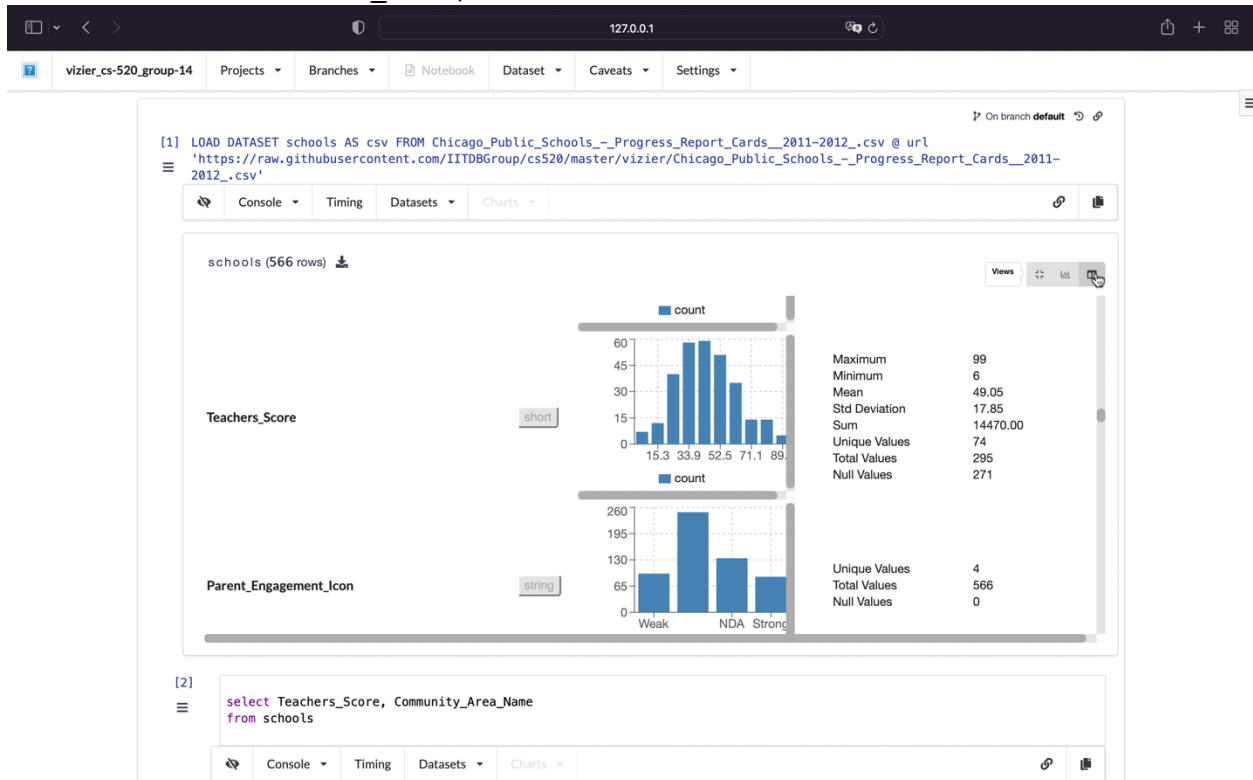 127.0.0.1
vizier_cs-520_group-14 Projects Branches Notebook Dataset Caveats Settings
On branch default
[1] LOAD DATASET schools AS csv FROM Chicago_Public_Schools_-_Progress_Report_Cards__2011-2012_.csv @ url
'https://raw.githubusercontent.com/IITDBGroup/cs520/master/vizier/Chicago_Public_Schools_-_Progress_Report_Cards__2011-
2012_.csv'
Console Timing Datasets Charts
schools (566 rows)
Views
count
60
45
30
15
0
15.3 33.9 52.5 71.1 89.
count
Teachers_Score
short
Maximum 99
Minimum 6
Mean 49.05
Std Deviation 17.85
Sum 14470.00
Unique Values 74
Total Values 295
Null Values 271
260
195
130
65
0
Weak NDA Strong
Parent_Engagement_Icon
string
Unique Values 4
Total Values 566
Null Values 0
[2]
select Teachers_Score, Community_Area_Name
from schools
Console Timing Datasets Charts